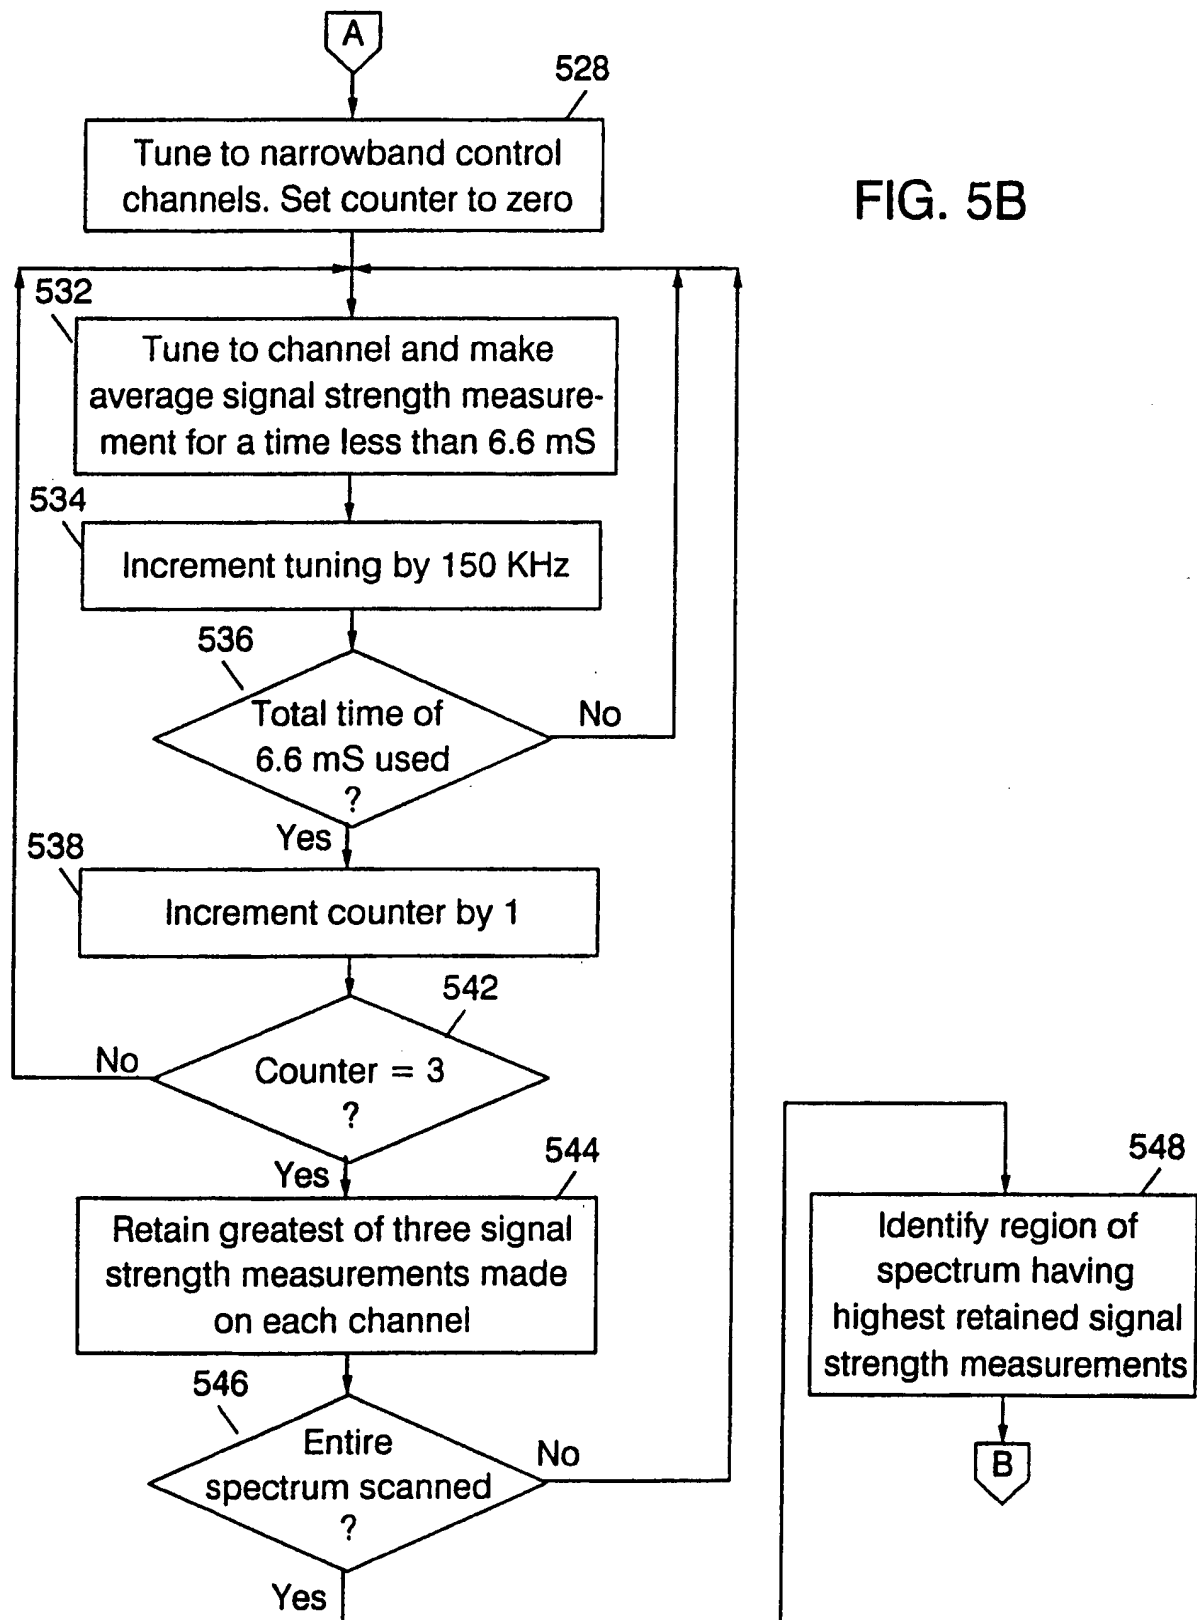 A
528
Tune to narrowband control
channels. Set counter to zero
FIG. 5B
532
Tune to channel and make
average signal strength measure-
ment for a time less than 6.6 mS
534
Increment tuning by 150 KHz
536
Total time of
6.6 mS used
?
No
Yes
538
Increment counter by 1
542
Counter = 3
?
No
Yes
544
Retain greatest of three signal
strength measurements made
on each channel
546
Entire
spectrum scanned
?
No
Yes
548
Identify region of
spectrum having
highest retained signal
strength measurements
B